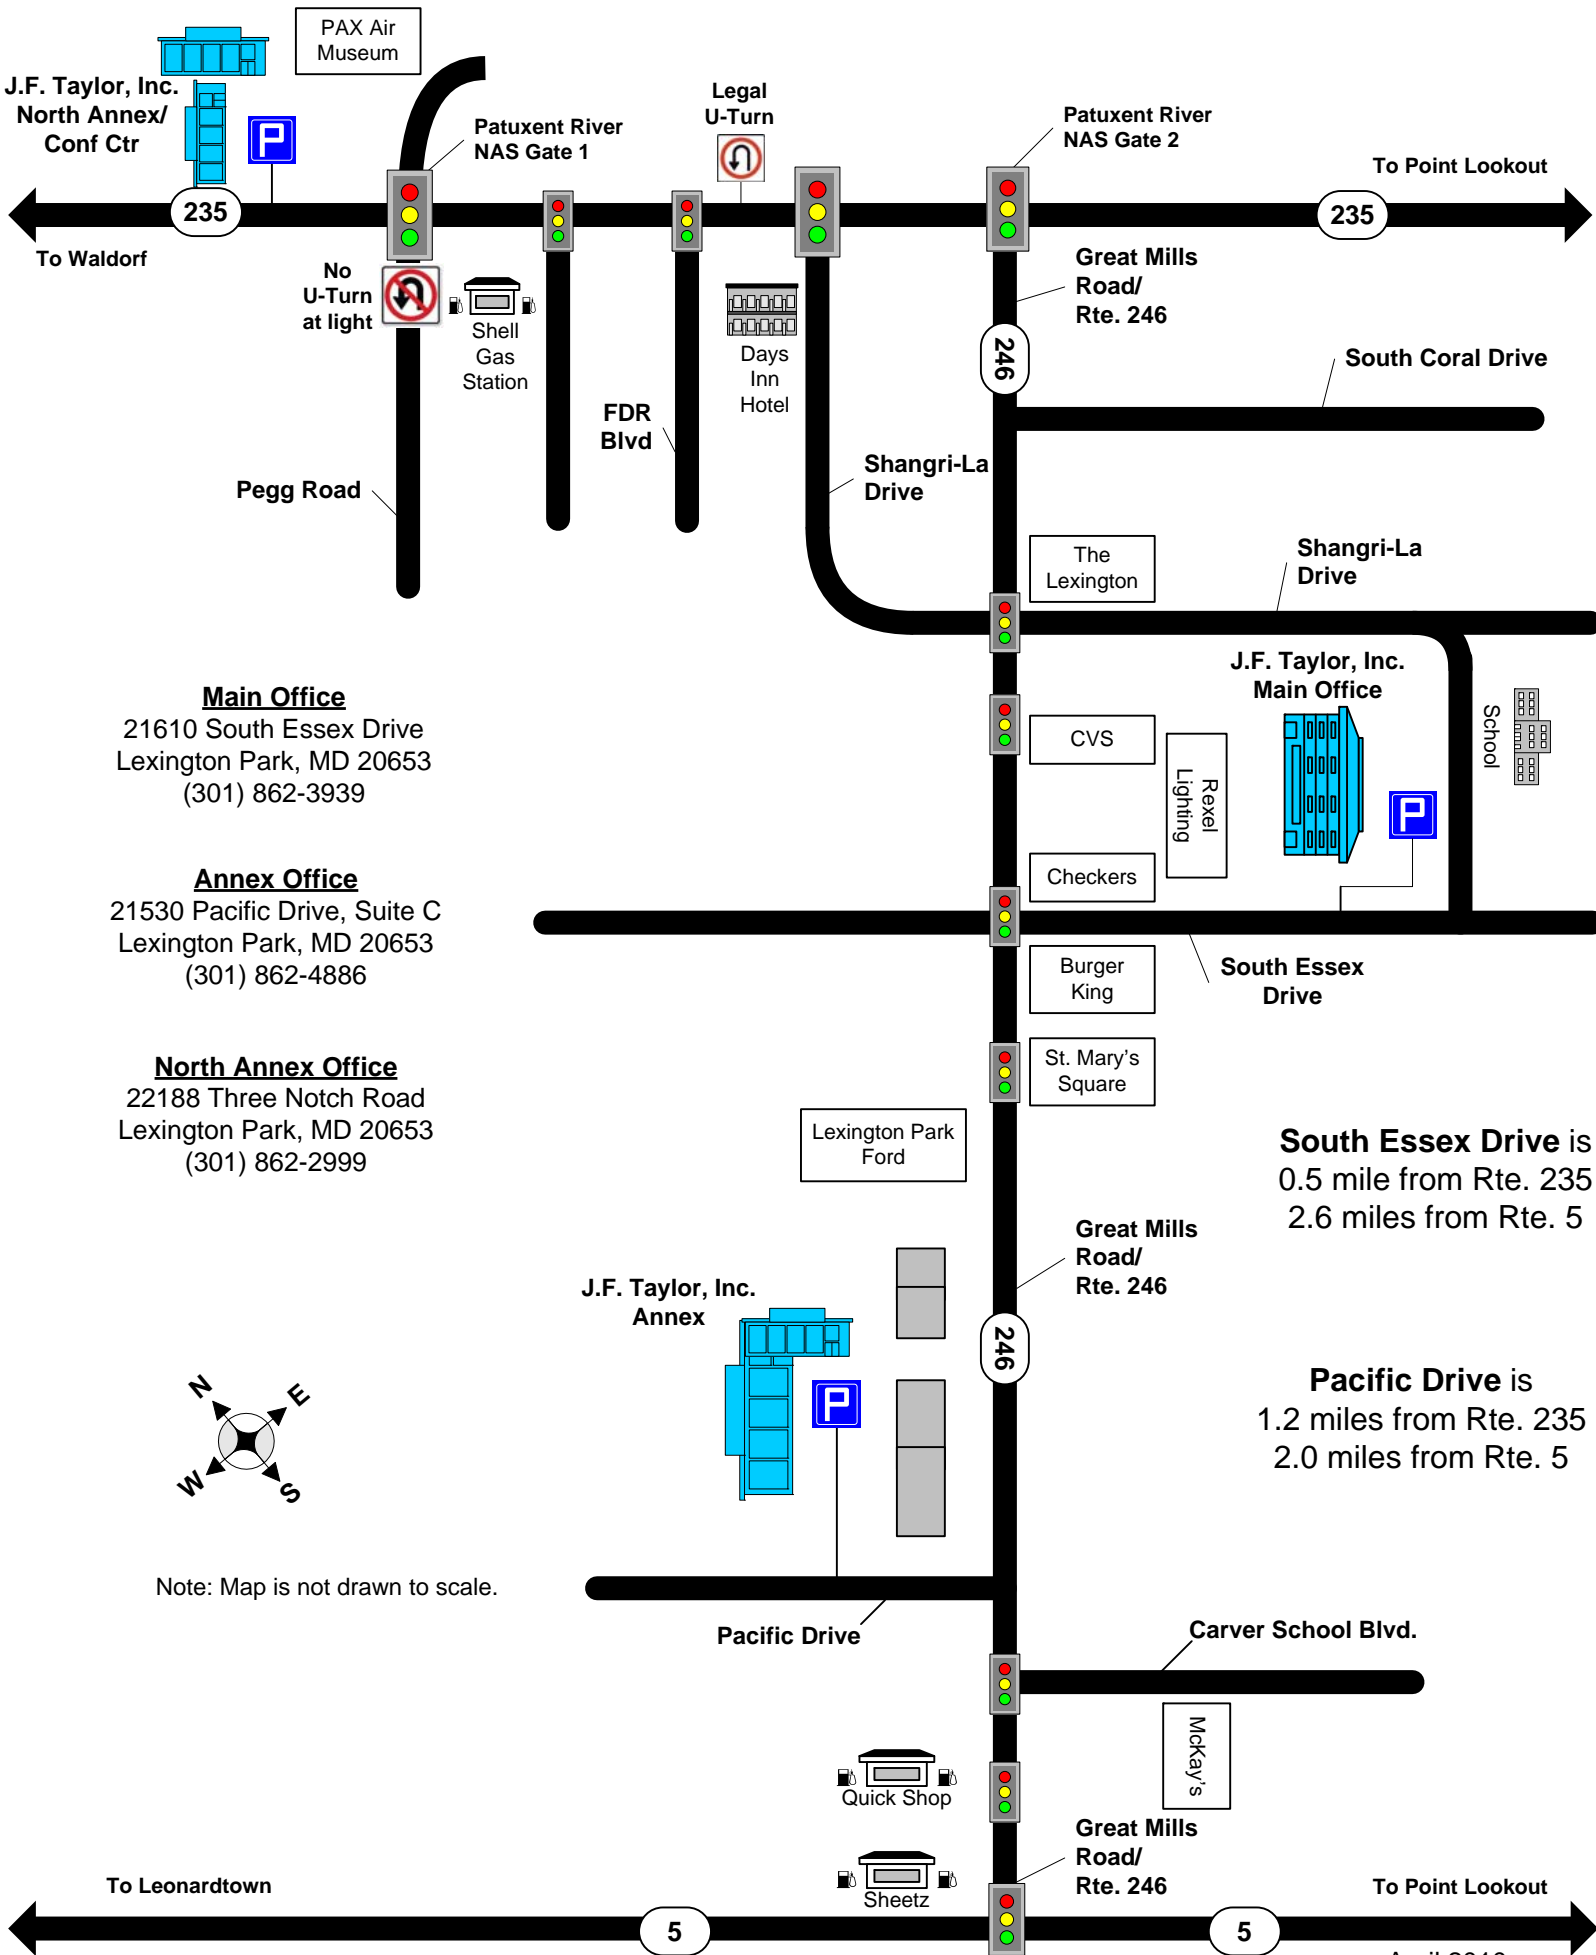 PAX Air
Museum
J.F. Taylor, Inc.
North Annex/
Conf Ctr
P
Patuxent River
NAS Gate 1
Legal
U-Turn
Patuxent River
NAS Gate 2
To Point Lookout
235
235
To Waldorf
No
U-Turn
at light
Shell
Gas
Station
Days
Inn
Hotel
Great Mills
Road/
Rte. 246
246
South Coral Drive
FDR
Blvd
Pegg Road
Shangri-La
Drive
The
Lexington
Shangri-La
Drive
J.F. Taylor, Inc.
Main Office
School
CVS
Rexel
Lighting
P
Checkers
Main Office
21610 South Essex Drive
Lexington Park, MD 20653
(301) 862-3939
Annex Office
21530 Pacific Drive, Suite C
Lexington Park, MD 20653
(301) 862-4886
North Annex Office
22188 Three Notch Road
Lexington Park, MD 20653
(301) 862-2999
Burger
King
South Essex
Drive
St. Mary's
Square
Lexington Park
Ford
South Essex Drive is
0.5 mile from Rte. 235
2.6 miles from Rte. 5
Great Mills
Road/
Rte. 246
J.F. Taylor, Inc.
Annex
246
P
Pacific Drive is
1.2 miles from Rte. 235
2.0 miles from Rte. 5
N
E
W
S
Note: Map is not drawn to scale.
Pacific Drive
Carver School Blvd.
McKay's
Quick Shop
Great Mills
Road/
Rte. 246
Sheetz
To Leonardtown
To Point Lookout
5
5